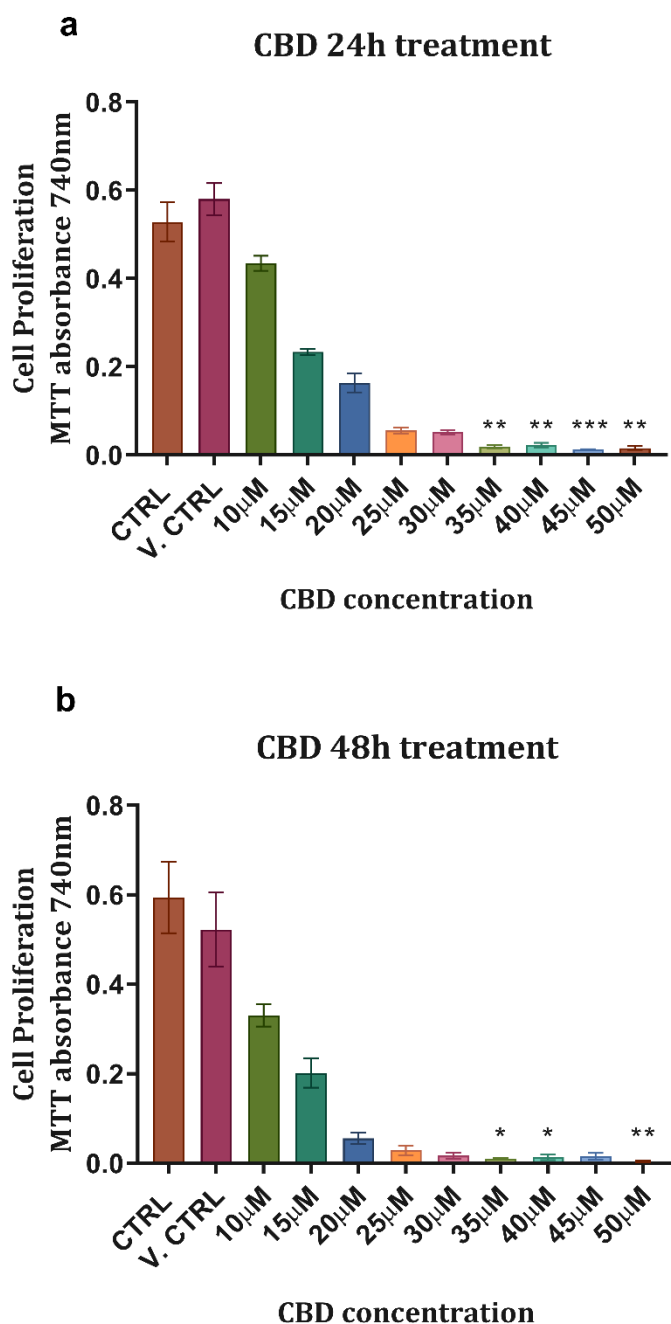 a
CBD 24h treatment
Cell Proliferation
MTT absorbance 740nm
0.8
0.6
0.4
0.2
0.0
** ** *** **
CTRL V. CTRL 10μM 15μM 20μM 25μM 30μM 35μM 40μM 45μM 50μM
CBD concentration
b
CBD 48h treatment
Cell Proliferation
MTT absorbance 740nm
0.8
0.6
0.4
0.2
0.0
* * **
CTRL V. CTRL 10μM 15μM 20μM 25μM 30μM 35μM 40μM 45μM 50μM
CBD concentration